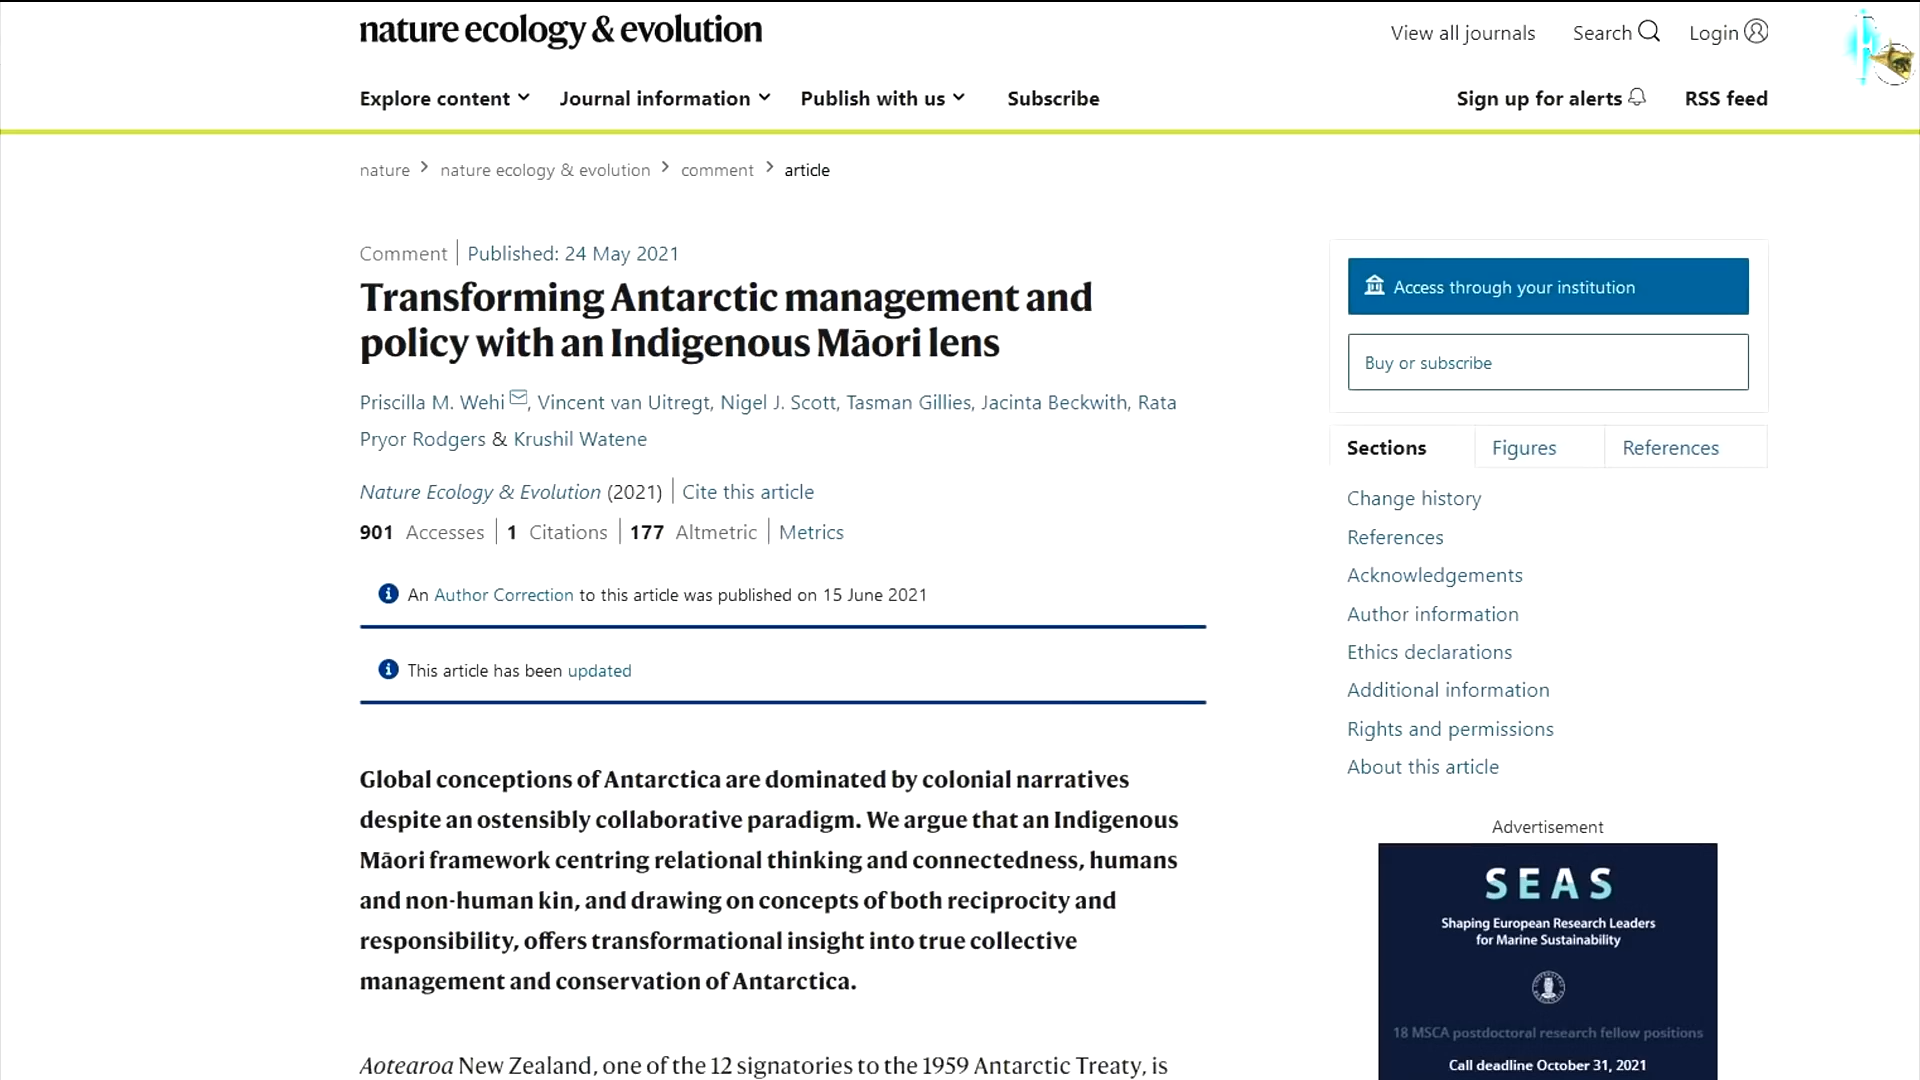 nature ecology & evolution
View all journals Search Login
Explore content Journal information Publish with us Subscribe
Sign up for alerts RSS feed
nature > nature ecology & evolution > comment > article
Comment | Published: 24 May 2021
Transforming Antarctic management and
policy with an Indigenous Māori lens
Priscilla M. Wehi, Vincent van Uitregt, Nigel J. Scott, Tasman Gillies, Jacinta Beckwith, Rata
Pryor Rodgers & Krushil Watene
Nature Ecology & Evolution (2021) | Cite this article
901 Accesses | 1 Citations | 177 Altmetric | Metrics
An Author Correction to this article was published on 15 June 2021
This article has been updated
Global conceptions of Antarctica are dominated by colonial narratives
despite an ostensibly collaborative paradigm. We argue that an Indigenous
Māori framework centring relational thinking and connectedness, humans
and non-human kin, and drawing on concepts of both reciprocity and
responsibility, offers transformational insight into true collective
management and conservation of Antarctica.
Aotearoa New Zealand, one of the 12 signatories to the 1959 Antarctic Treaty, is
Access through your institution
Buy or subscribe
Sections Figures References
Change history
References
Acknowledgements
Author information
Ethics declarations
Additional information
Rights and permissions
About this article
Advertisement
SEAS
Shaping European Research Leaders
for Marine Sustainability
18 MSCA postdoctoral research fellow positions
Call deadline October 31, 2021